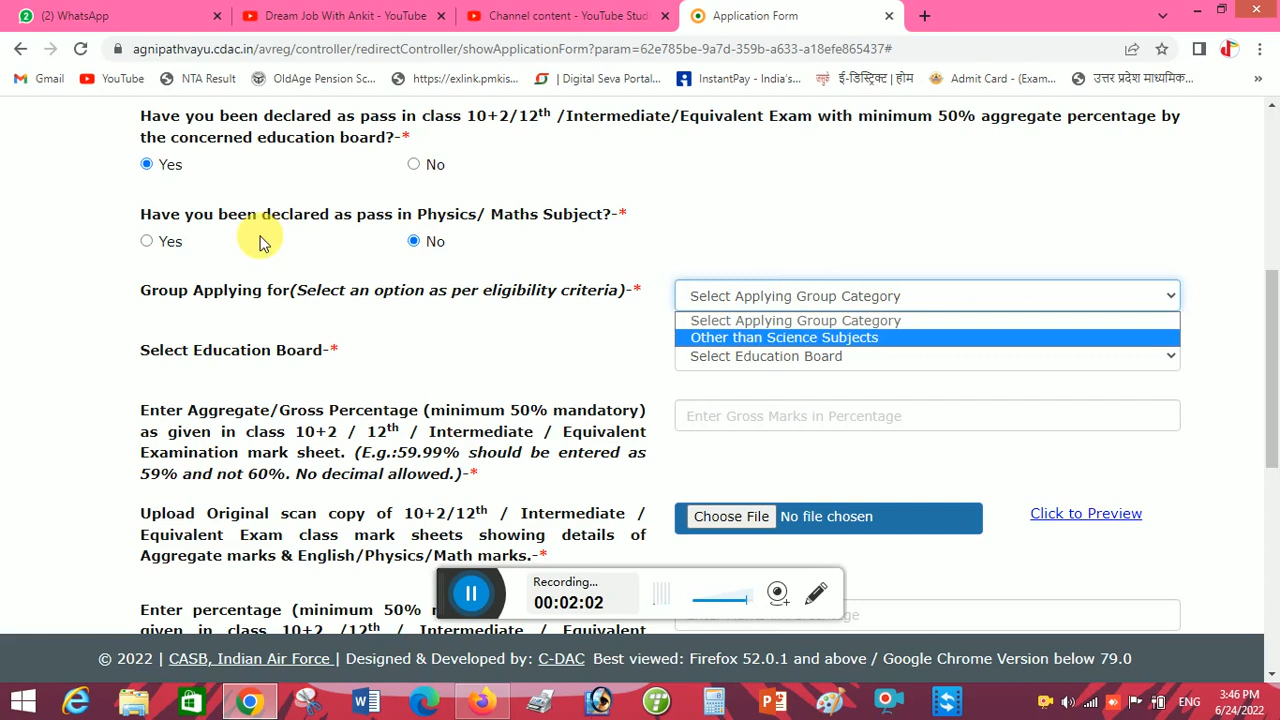 (2) WhatsApp
Dream Job With Ankit - YouTube
Channel content - YouTube Stud
Application Form
agnipathvayu.cdac.in/avreg/controller/redirectController/showApplicationForm?param=62e785be-9a7d-359b-a633-a18efe865437#
Gmail
YouTube
NTA Result
OldAge Pension Sc...
https://exlink.pmkis...
| Digital Seva Portal...
InstantPay - India's...
ई-डिस्ट्रिक्ट | होम
Admit Card - (Exam...
उत्तर प्रदेश माध्यमिक...
»
Have you been declared as pass in class 10+2/12th /Intermediate/Equivalent Exam with minimum 50% aggregate percentage by
the concerned education board?-*
Yes
No
Have you been declared as pass in Physics/ Maths Subject?-*
Yes
No
Group Applying for(Select an option as per eligibility criteria)-*
Select Applying Group Category
Select Applying Group Category
Other than Science Subjects
Select Education Board-*
Select Education Board
Enter Aggregate/Gross Percentage (minimum 50% mandatory)
as given in class 10+2 / 12th / Intermediate / Equivalent
Examination mark sheet. (E.g.:59.99% should be entered as
59% and not 60%. No decimal allowed.)-*
Enter Gross Marks in Percentage
Upload Original scan copy of 10+2/12th / Intermediate /
Equivalent Exam class mark sheets showing details of
Aggregate marks & English/Physics/Math marks.-*
Choose File No file chosen
Click to Preview
Recording...
00:02:02
Enter percentage (minimum 50%
given in class 10+2 /12th / Intermediate / Equivalent
© 2022 | CASB, Indian Air Force | Designed & Developed by: C-DAC Best viewed: Firefox 52.0.1 and above / Google Chrome Version below 79.0
ENG
3:46 PM
6/24/2022